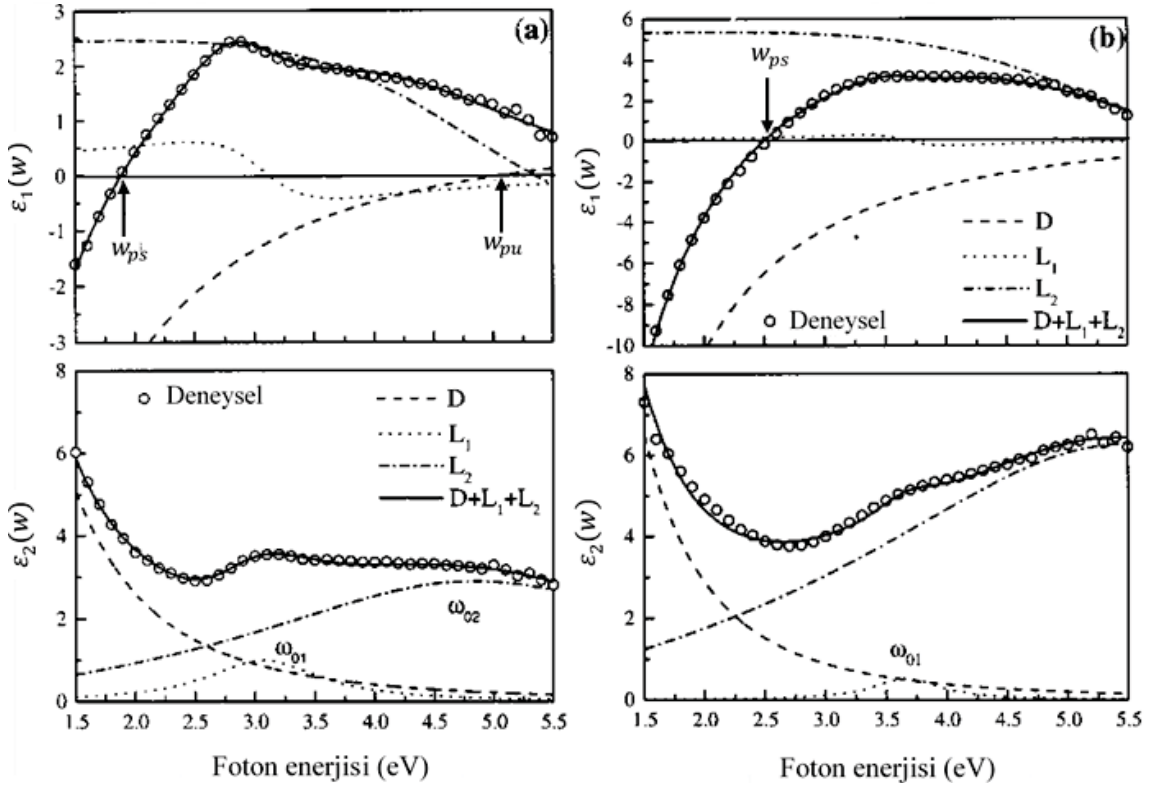 (a)
3
2
1
0
-1
-2
-3
ε₁(w)
w_ps
w_pu
(b)
6
4
2
0
-2
-4
-6
-8
-10
ε₁(w)
w_ps
D
L₁
L₂
D+L₁+L₂
Deneysel
8
6
4
2
0
ε₂(w)
Deneysel
D
L₁
L₂
D+L₁+L₂
ω₀₁
ω₀₂
1.5 2.0 2.5 3.0 3.5 4.0 4.5 5.0 5.5
Foton enerjisi (eV)
8
6
4
2
0
ε₂(w)
ω₀₁
1.5 2.0 2.5 3.0 3.5 4.0 4.5 5.0 5.5
Foton enerjisi (eV)